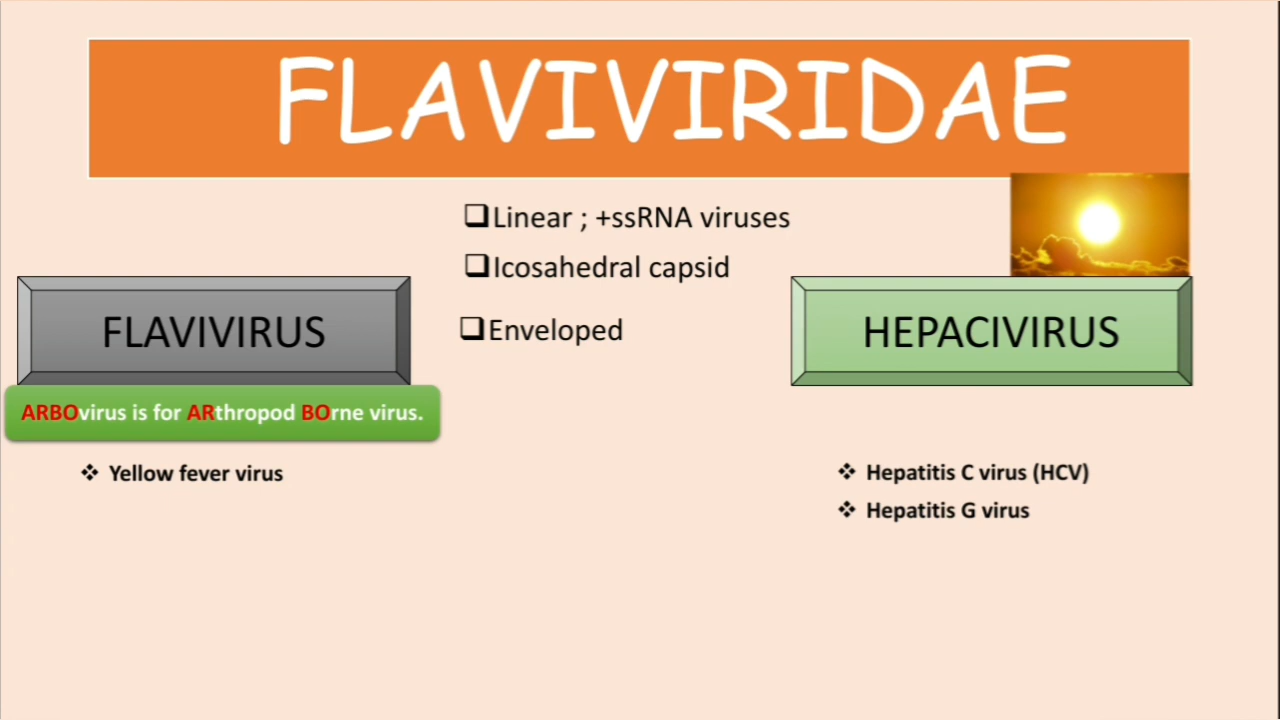 FLAVIVIRIDAE
Linear ; +ssRNA viruses
Icosahedral capsid
Enveloped
FLAVIVIRUS
ARBOvirus is for ARthropod BOrne virus.
Yellow fever virus
HEPACIVIRUS
Hepatitis C virus (HCV)
Hepatitis G virus